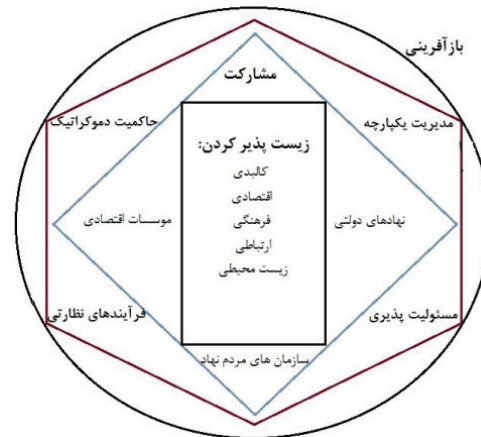 بازآفرینی
مشارکت
مدیریت یکپارچه
حاکمیت دموکراتیک
زیست پذیر کردن:
کالبدی
اقتصادی
فرهنگی
ارتباطی
زیست محیطی
نهادهای دولتی
موسسات اقتصادی
مسئولیت پذیری
فرآیندهای نظارتی
سازمان های مردم نهاد